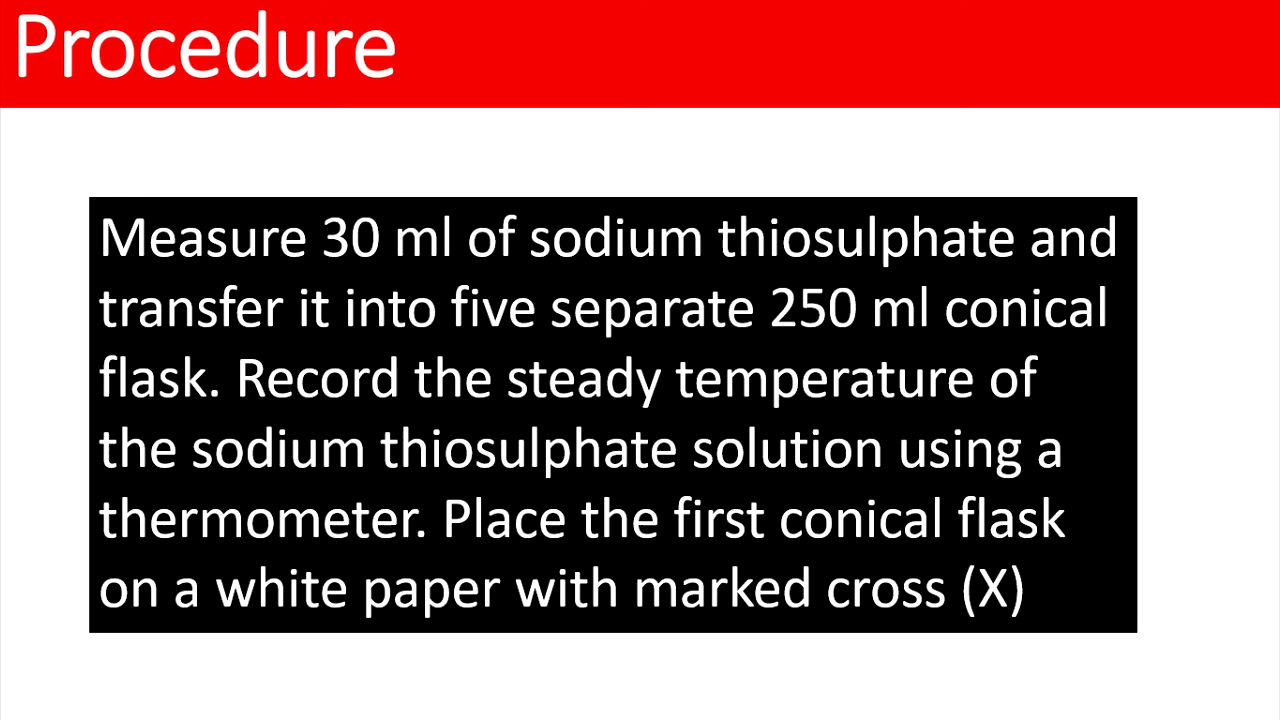 Procedure
Measure 30 ml of sodium thiosulphate and
transfer it into five separate 250 ml conical
flask. Record the steady temperature of
the sodium thiosulphate solution using a
thermometer. Place the first conical flask
on a white paper with marked cross (X)